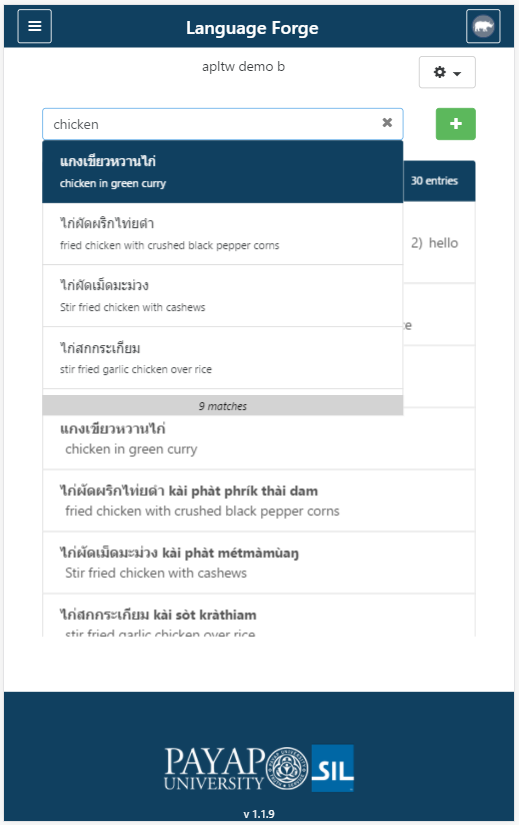 Language Forge
apltw demo b
chicken
แกงเขียวหวานไก่
chicken in green curry
30 entries
ไก่ผัดผริกไท่ยดำ
fried chicken with crushed black pepper corns
2) hello
ไก่ผัดเม็ดมะม่วง
Stir fried chicken with cashews
ไก่สกกระเกียม
stir fried garlic chicken over rice
9 matches
แกงเขียวหวานไก่
chicken in green curry
ไก่ผัดผริกไท่ยดำ kài phàt phrík thài dam
fried chicken with crushed black pepper corns
ไก่ผัดเม็ดมะม่วง kài phàt métmàmùaŋ
Stir fried chicken with cashews
ไก่สกกระเกียม kài sòt kràthiam
stir fried garlic chicken over rice
PAYAP
UNIVERSITY
SIL
v 1.1.9